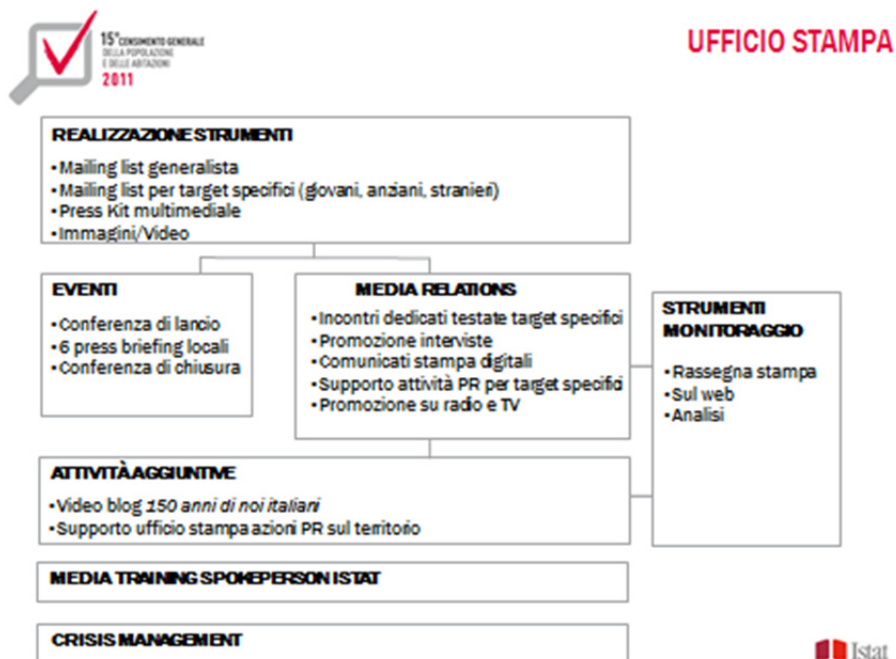 15° CENSIMENTO GENERALE
DELLA POPOLAZIONE
E DELLE ABITAZIONI
2011
UFFICIO STAMPA
REALIZZAZIONE STRUMENTI
•Mailing list generalista
•Mailing list per target specifici (giovani, anziani, stranieri)
•Press Kit multimediale
•Immagini/Video
EVENTI
•Conferenza di lancio
•6 press briefing locali
•Conferenza di chiusura
MEDIA RELATIONS
•Incontri dedicati testate target specifici
•Promozione interviste
•Comunicati stampa digitali
•Supporto attività PR per target specifici
•Promozione su radio e TV
STRUMENTI
MONITORAGGIO
•Rassegna stampa
•Sul web
•Analisi
ATTIVITÀ AGGIUNTIVE
•Video blog 150 anni di noi italiani
•Supporto ufficio stampa azioni PR sul territorio
MEDIA TRAINING SPOKEPERSON ISTAT
CRISIS MANAGEMENT
Istat